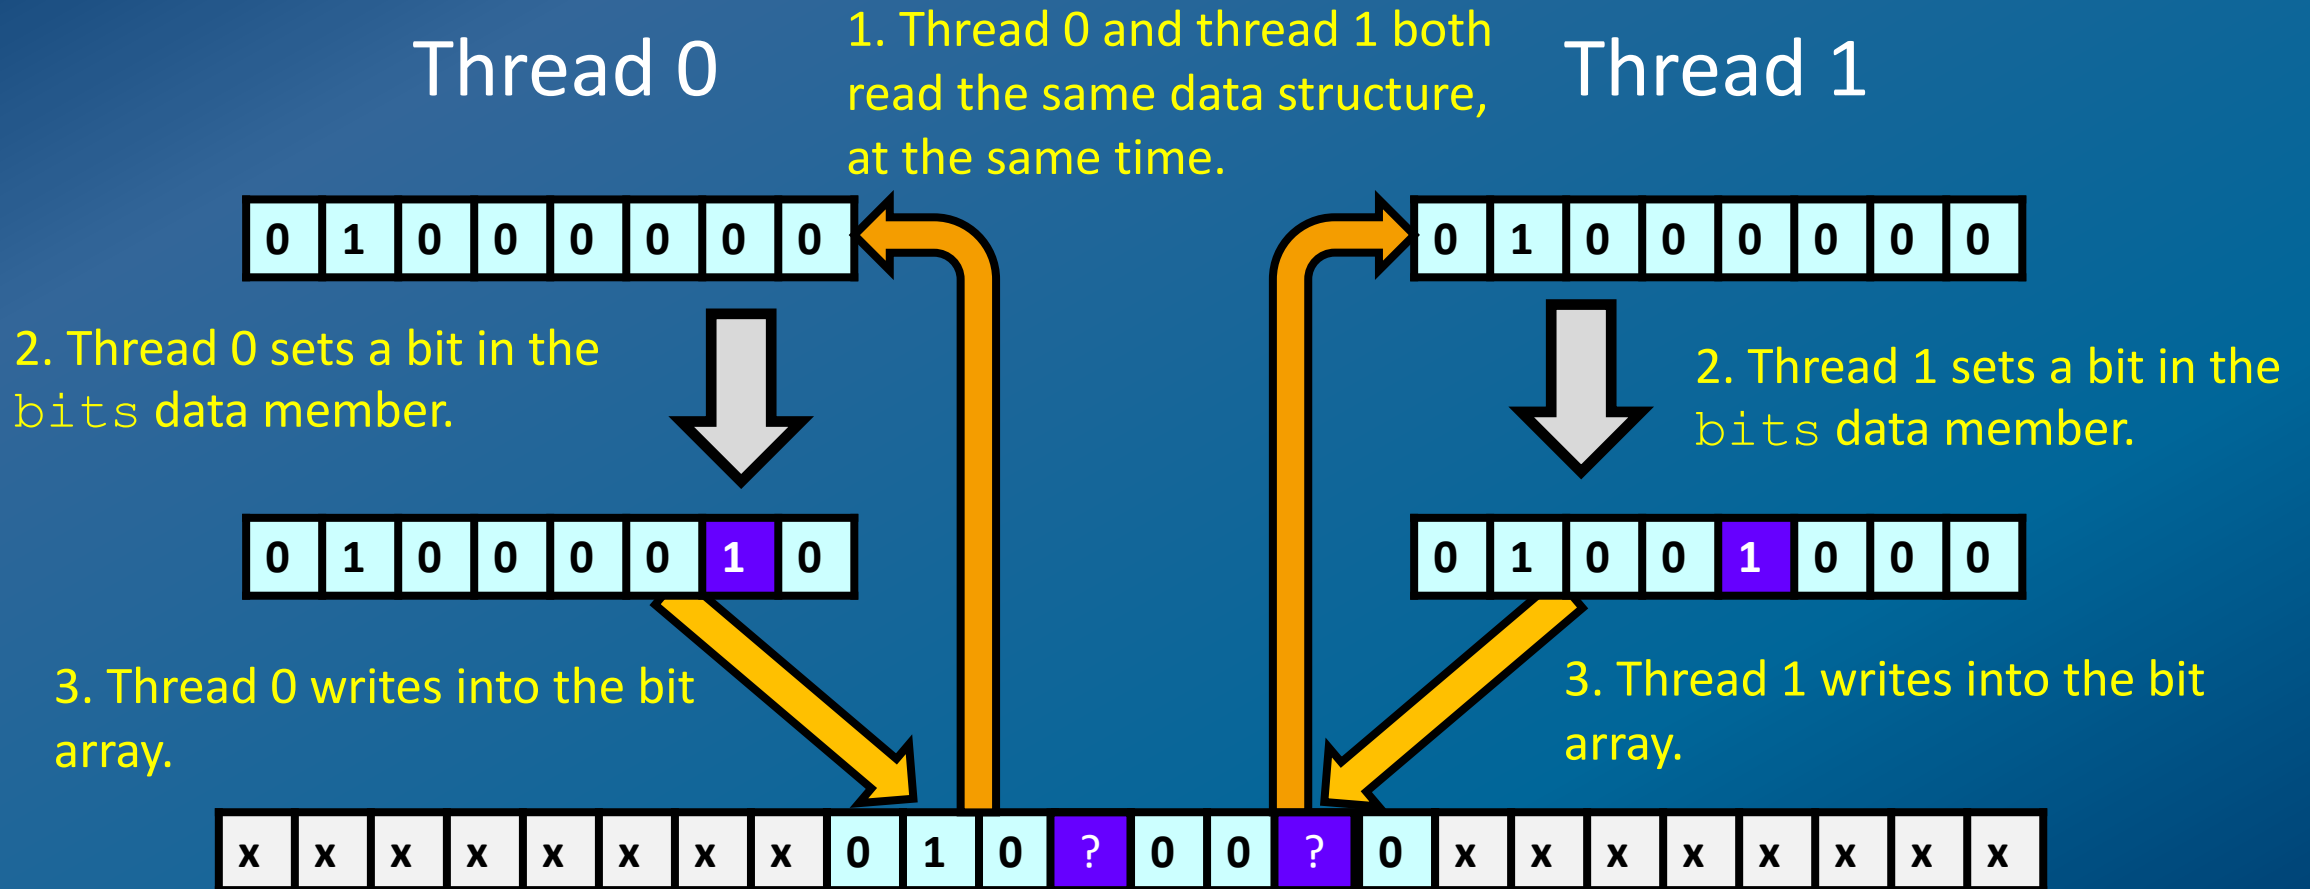 Thread 0
1. Thread 0 and thread 1 both
read the same data structure,
at the same time.
Thread 1
0 1 0 0 0 0 0 0
0 1 0 0 0 0 0 0
2. Thread 0 sets a bit in the
bits data member.
2. Thread 1 sets a bit in the
bits data member.
0 1 0 0 0 0 1 0
0 1 0 0 1 0 0 0
3. Thread 0 writes into the bit
array.
3. Thread 1 writes into the bit
array.
x x x x x x x x 0 1 0 ? 0 0 ? 0 x x x x x x x x